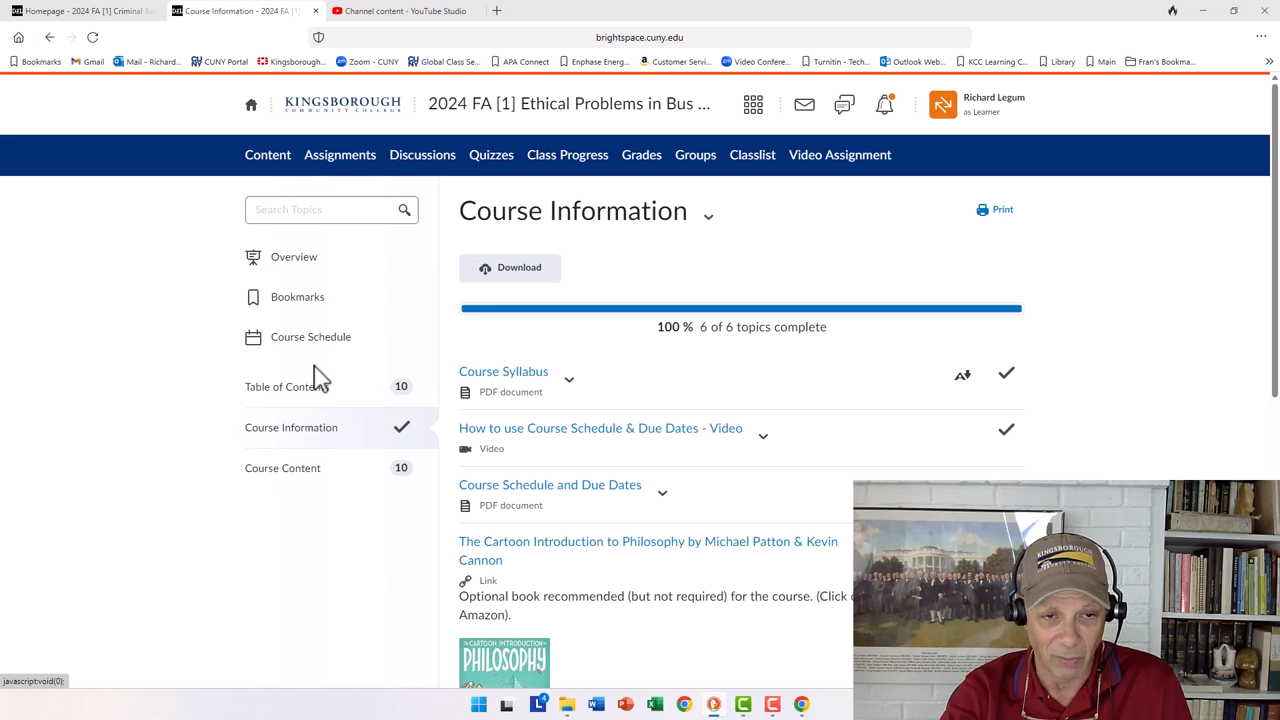 Homepage - 2024 FA [1] Criminal Jus
Course Information - 2024 FA [1]
Channel content - YouTube Studio
brightspace.cuny.edu
Bookmarks
Gmail
Mail - Richard...
CUNY Portal
Kingsborough...
Zoom - CUNY
Global Class Se...
APA Connect
Enphase Energ...
Customer Servi...
Video Confere...
Turnitin - Tech...
Outlook Web...
KCC Learning C...
Library
Main
Fran's Bookma...
KINGSBOROUGH
COMMUNITY COLLEGE
2024 FA [1] Ethical Problems in Bus ...
Richard Legum
as Learner
Content Assignments Discussions Quizzes Class Progress Grades Groups Classlist Video Assignment
Search Topics
Overview
Bookmarks
Course Schedule
Table of Conten 10
Course Information
Course Content 10
Course Information
Print
Download
100 % 6 of 6 topics complete
Course Syllabus
PDF document
How to use Course Schedule & Due Dates - Video
Video
Course Schedule and Due Dates
PDF document
The Cartoon Introduction to Philosophy by Michael Patton & Kevin
Cannon
Link
Optional book recommended (but not required) for the course. (Click
Amazon).
THE CARTOON INTRODUCTION TO
PHILOSOPHY
KINGSBOROUGH
javascript:void(0);
4